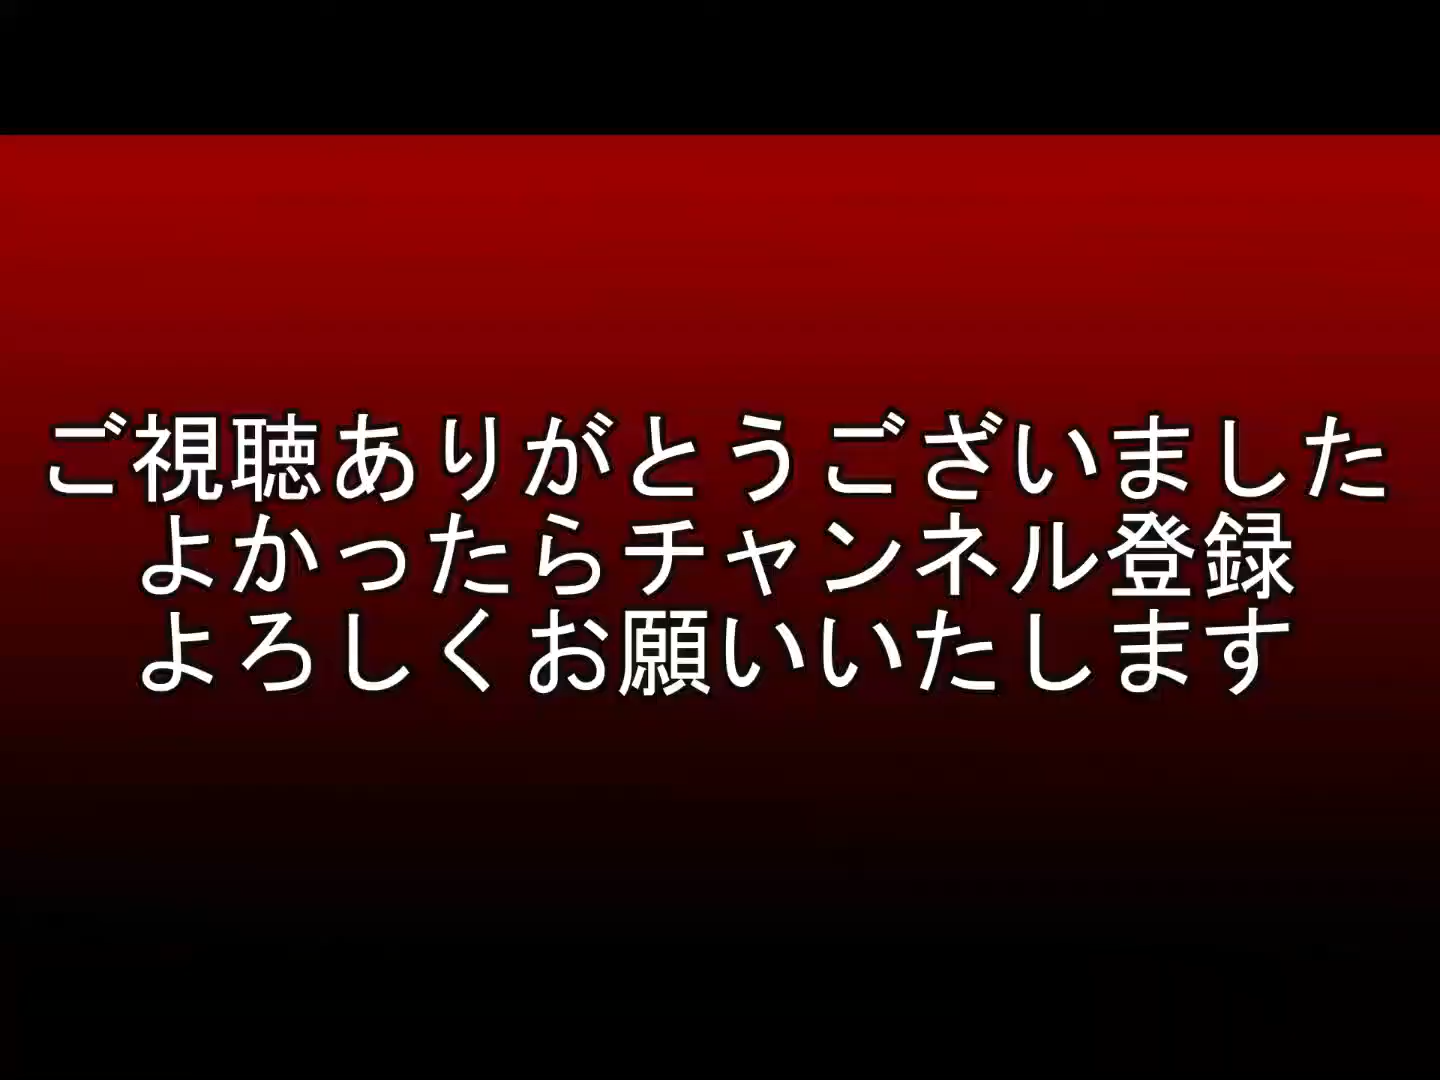 ご視聴ありがとうございました
よかったらチャンネル登録
よろしくお願いいたします